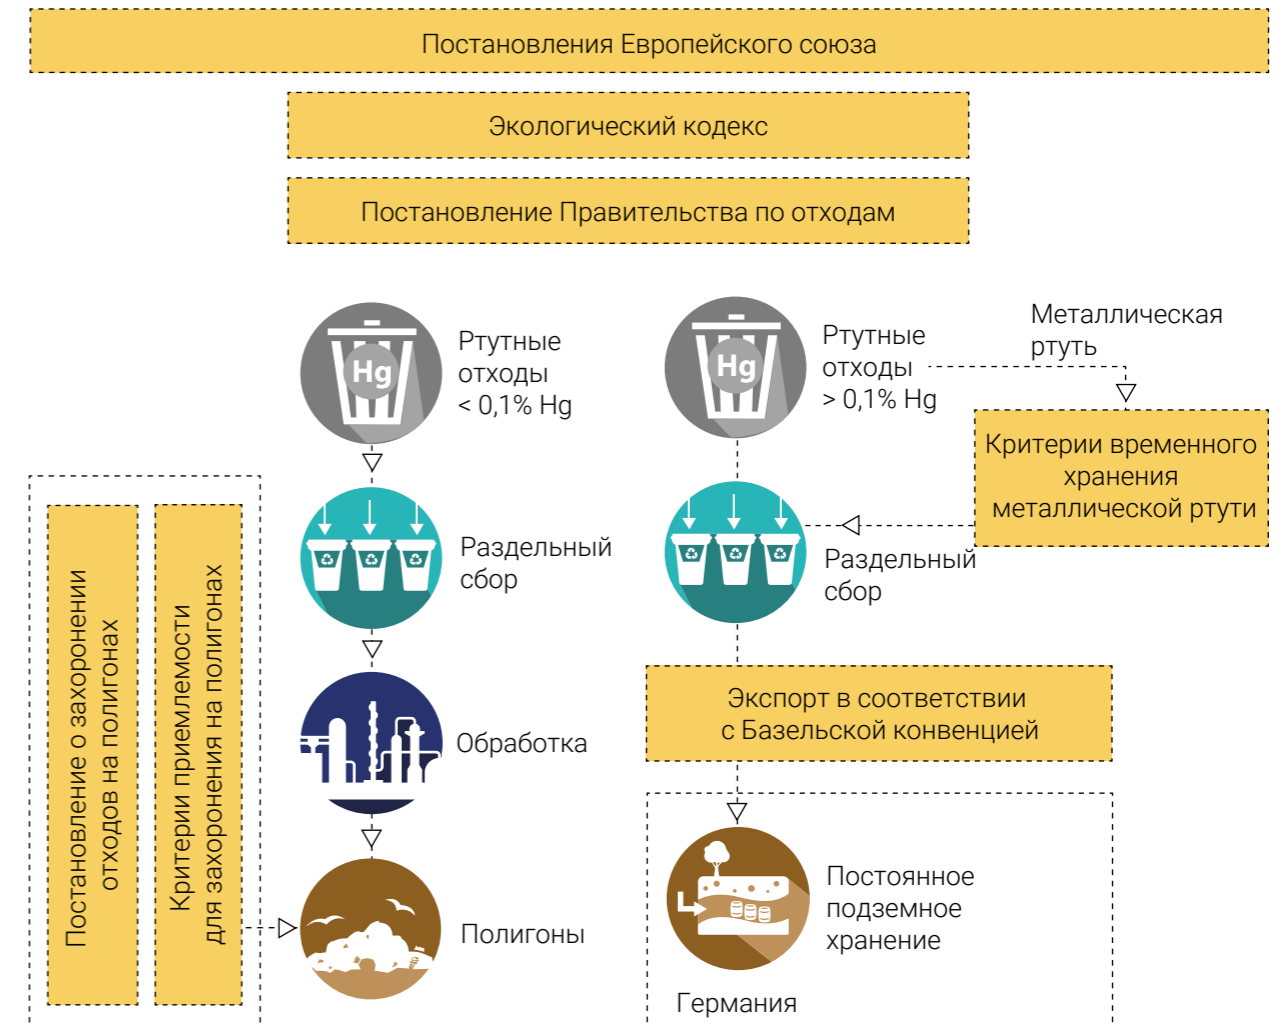 Постановления Европейского союза
Экологический кодекс
Постановление Правительства по отходам
Hg
Ртутные
отходы
< 0,1% Hg
Hg
Ртутные
отходы
> 0,1% Hg
Металлическая
ртуть
Критерии временного
хранения
металлической ртути
Раздельный
сбор
Раздельный
сбор
Постановление о захоронении
отходов на полигонах
Критерии приемлемости
для захоронения на полигонах
Обработка
Экспорт в соответствии
с Базельской конвенцией
Полигоны
Постоянное
подземное
хранение
Германия